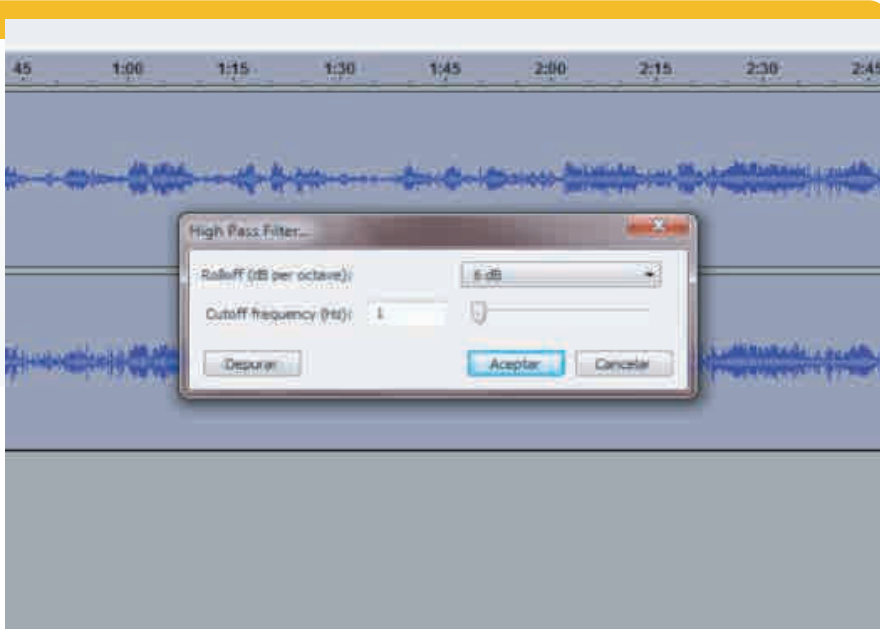 45 1:00 1:15 1:30 1:45 2:00 2:15 2:30 2:45
High Pass Filter...
Rolloff (dB per octave): 6 dB
Cutoff frequency (Hz): 1
Depurar Aceptar Cancelar